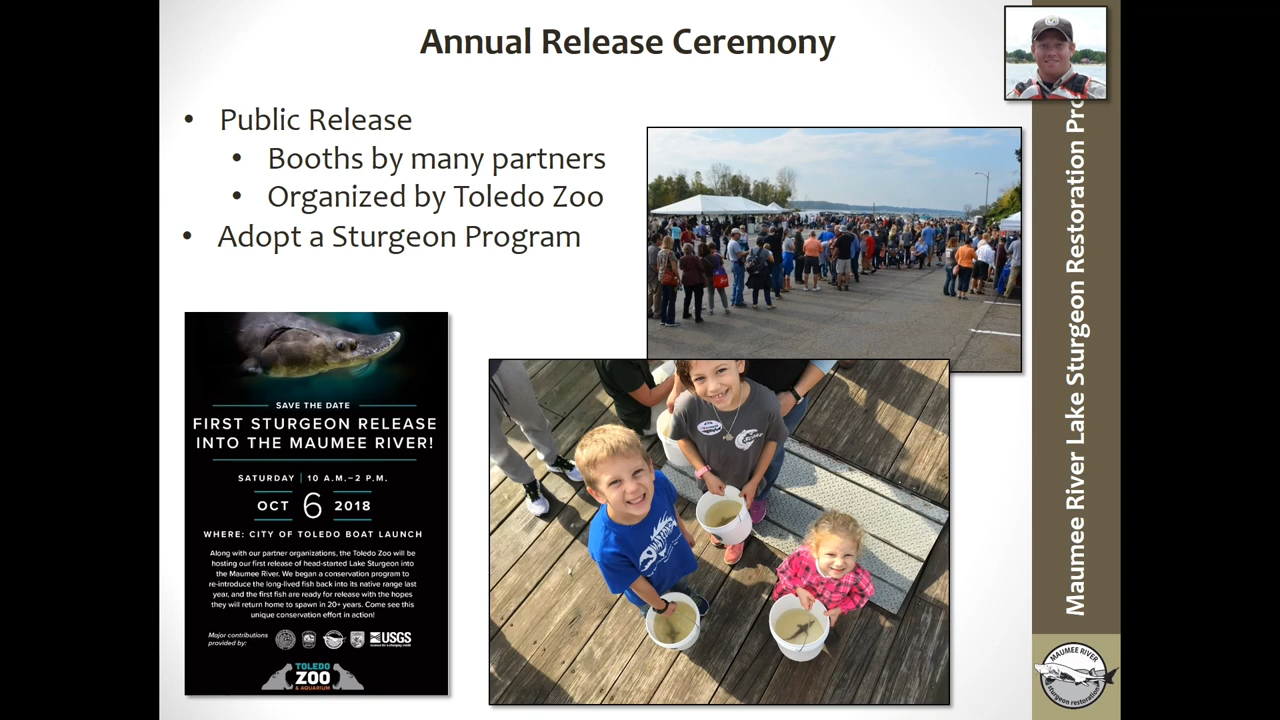 Annual Release Ceremony
• Public Release
• Booths by many partners
• Organized by Toledo Zoo
• Adopt a Sturgeon Program
SAVE THE DATE
FIRST STURGEON RELEASE
INTO THE MAUMEE RIVER!
SATURDAY | 10 A.M.–2 P.M.
OCT 6 2018
WHERE: CITY OF TOLEDO BOAT LAUNCH
Along with our partner organizations, the Toledo Zoo will be
hosting our first release of head-started Lake Sturgeon into
the Maumee River. We began a conservation program to
re-introduce the long-lived fish back into its native range last
year, and the first fish are ready for release with the hopes
they will return home to spawn in 20+ years. Come see this
unique conservation effort in action!
Major contributions
provided by:
USGS
science for a changing world
TOLEDO
ZOO
& AQUARIUM
Maumee River Lake Sturgeon Restoration Pro
MAUMEE RIVER
sturgeon restoration